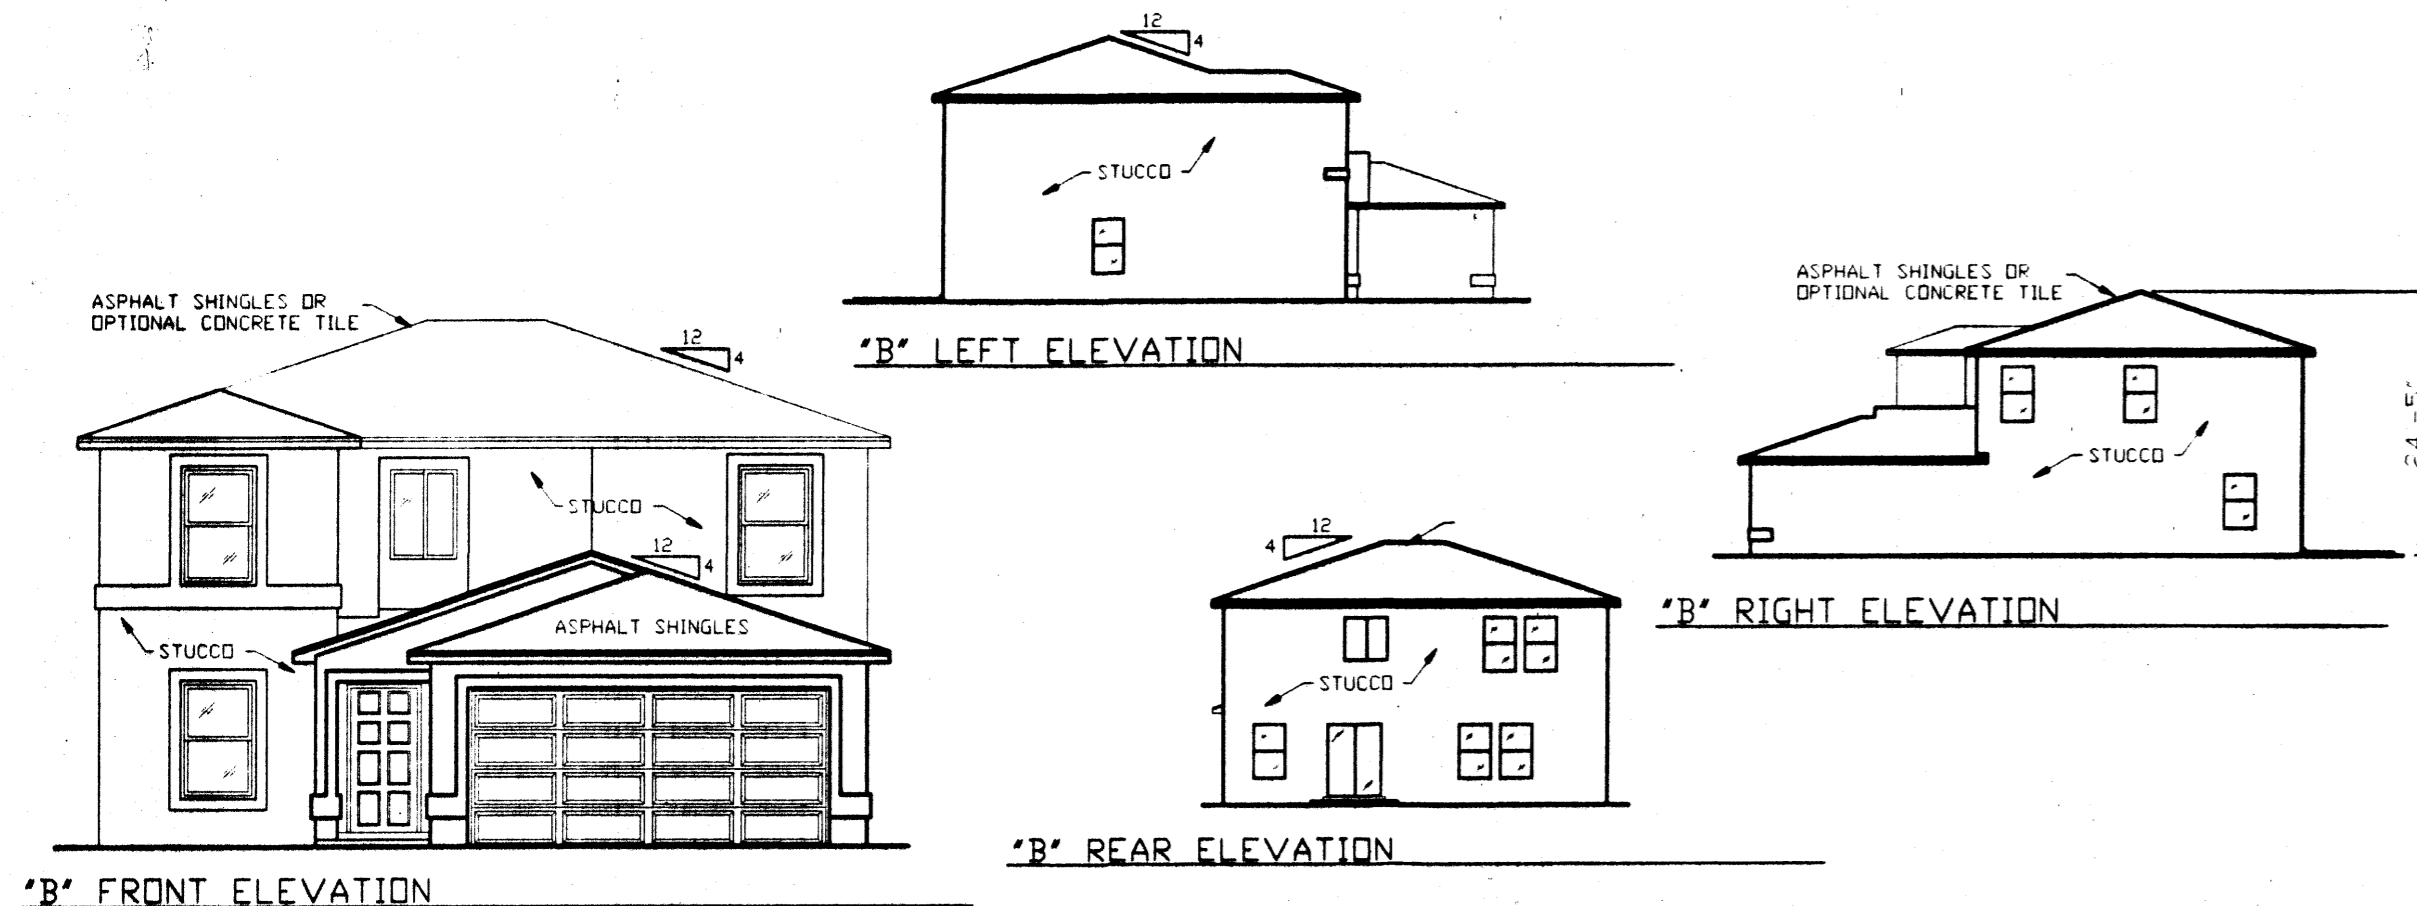 12
4
STUCCO
"B" LEFT ELEVATION
ASPHALT SHINGLES OR
OPTIONAL CONCRETE TILE
12
4
STUCCO
12
4
ASPHALT SHINGLES
STUCCO
"B" FRONT ELEVATION
12
4
STUCCO
"B" REAR ELEVATION
ASPHALT SHINGLES OR
OPTIONAL CONCRETE TILE
STUCCO
"B" RIGHT ELEVATION